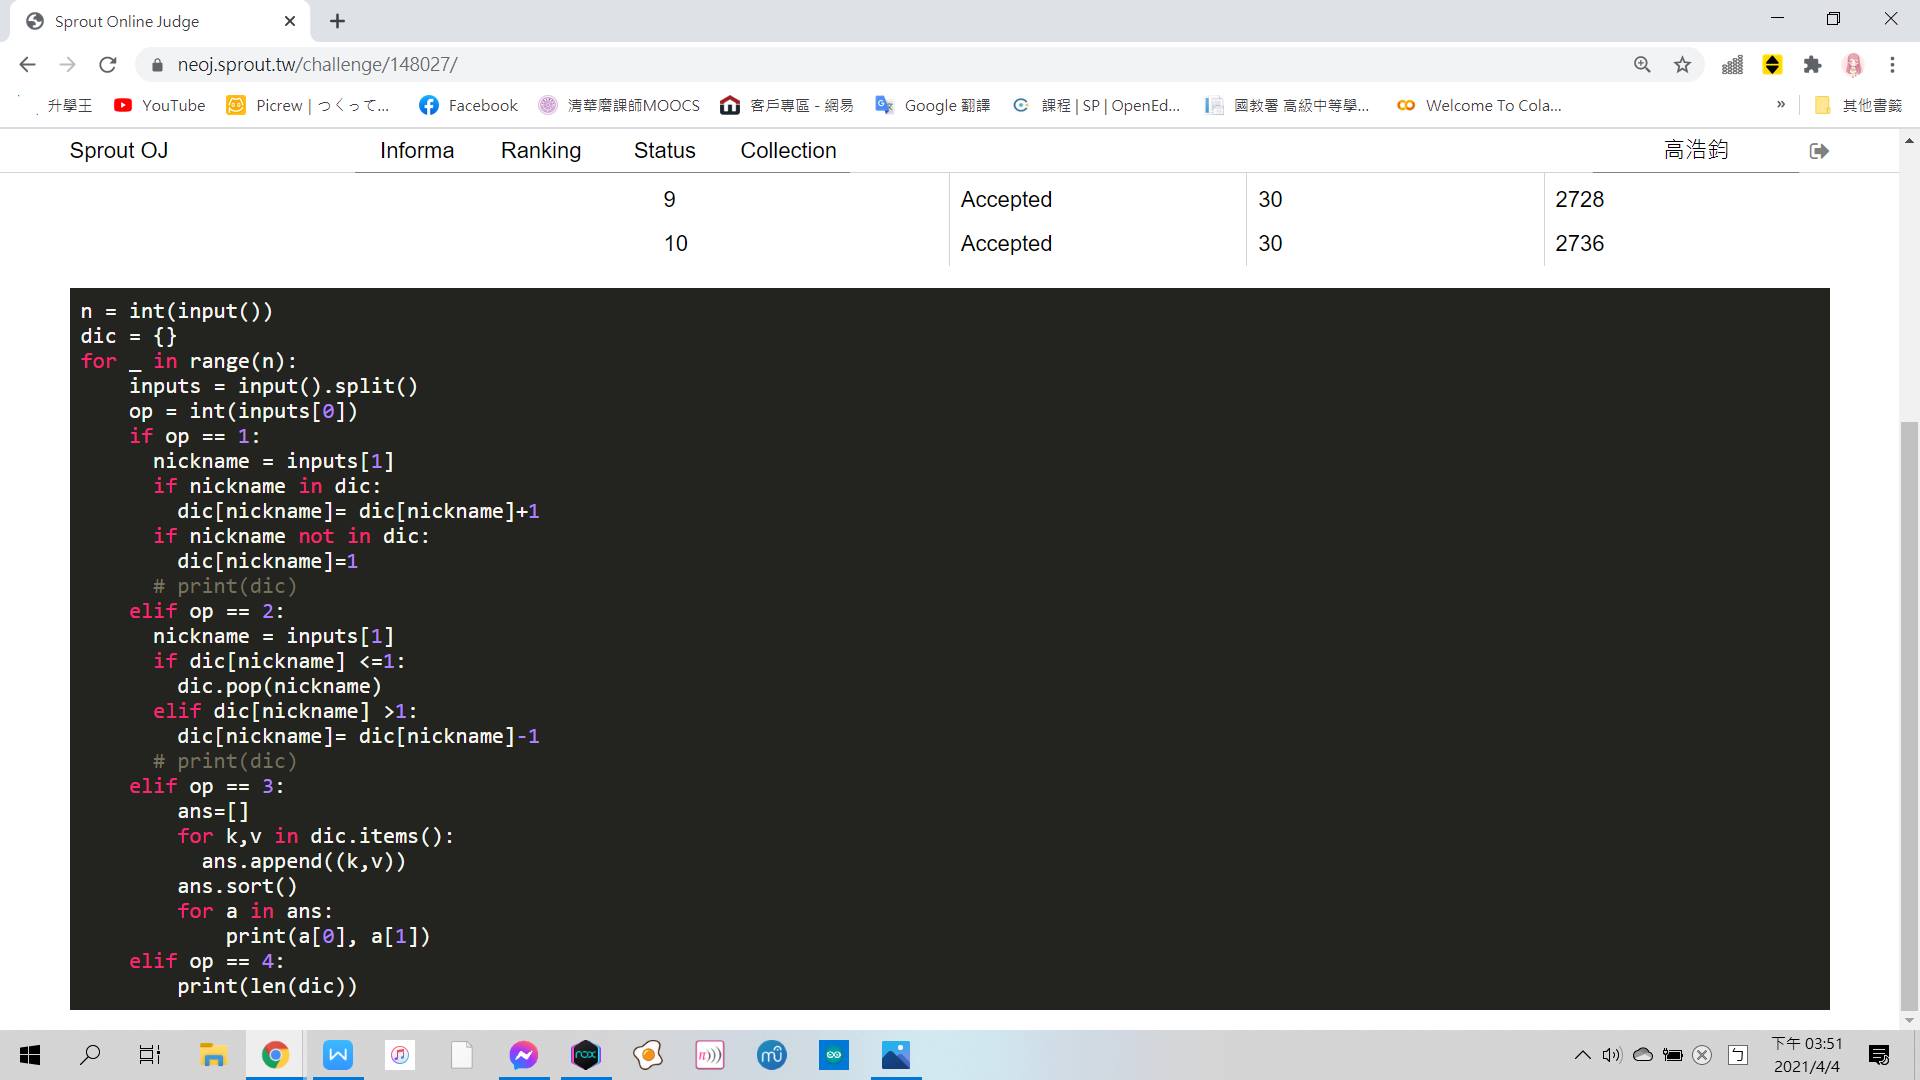 Sprout Online Judge
neoj.sprout.tw/challenge/148027/
升學王 YouTube Picrew | つくって... Facebook 清華磨課師MOOCS 客戶專區 - 網易 Google 翻譯 課程 | SP | OpenEd... 國教署 高級中等學... Welcome To Cola... » 其他書籤
Sprout OJ Informa Ranking Status Collection 高浩鈞
9 Accepted 30 2728
10 Accepted 30 2736
n = int(input())
dic = {}
for _ in range(n):
    inputs = input().split()
    op = int(inputs[0])
    if op == 1:
      nickname = inputs[1]
      if nickname in dic:
        dic[nickname]= dic[nickname]+1
      if nickname not in dic:
        dic[nickname]=1
      # print(dic)
    elif op == 2:
      nickname = inputs[1]
      if dic[nickname] <=1:
        dic.pop(nickname)
      elif dic[nickname] >1:
        dic[nickname]= dic[nickname]-1
      # print(dic)
    elif op == 3:
        ans=[]
        for k,v in dic.items():
          ans.append((k,v))
        ans.sort()
        for a in ans:
            print(a[0], a[1])
    elif op == 4:
        print(len(dic))
nox
mü
下午 03:51
2021/4/4